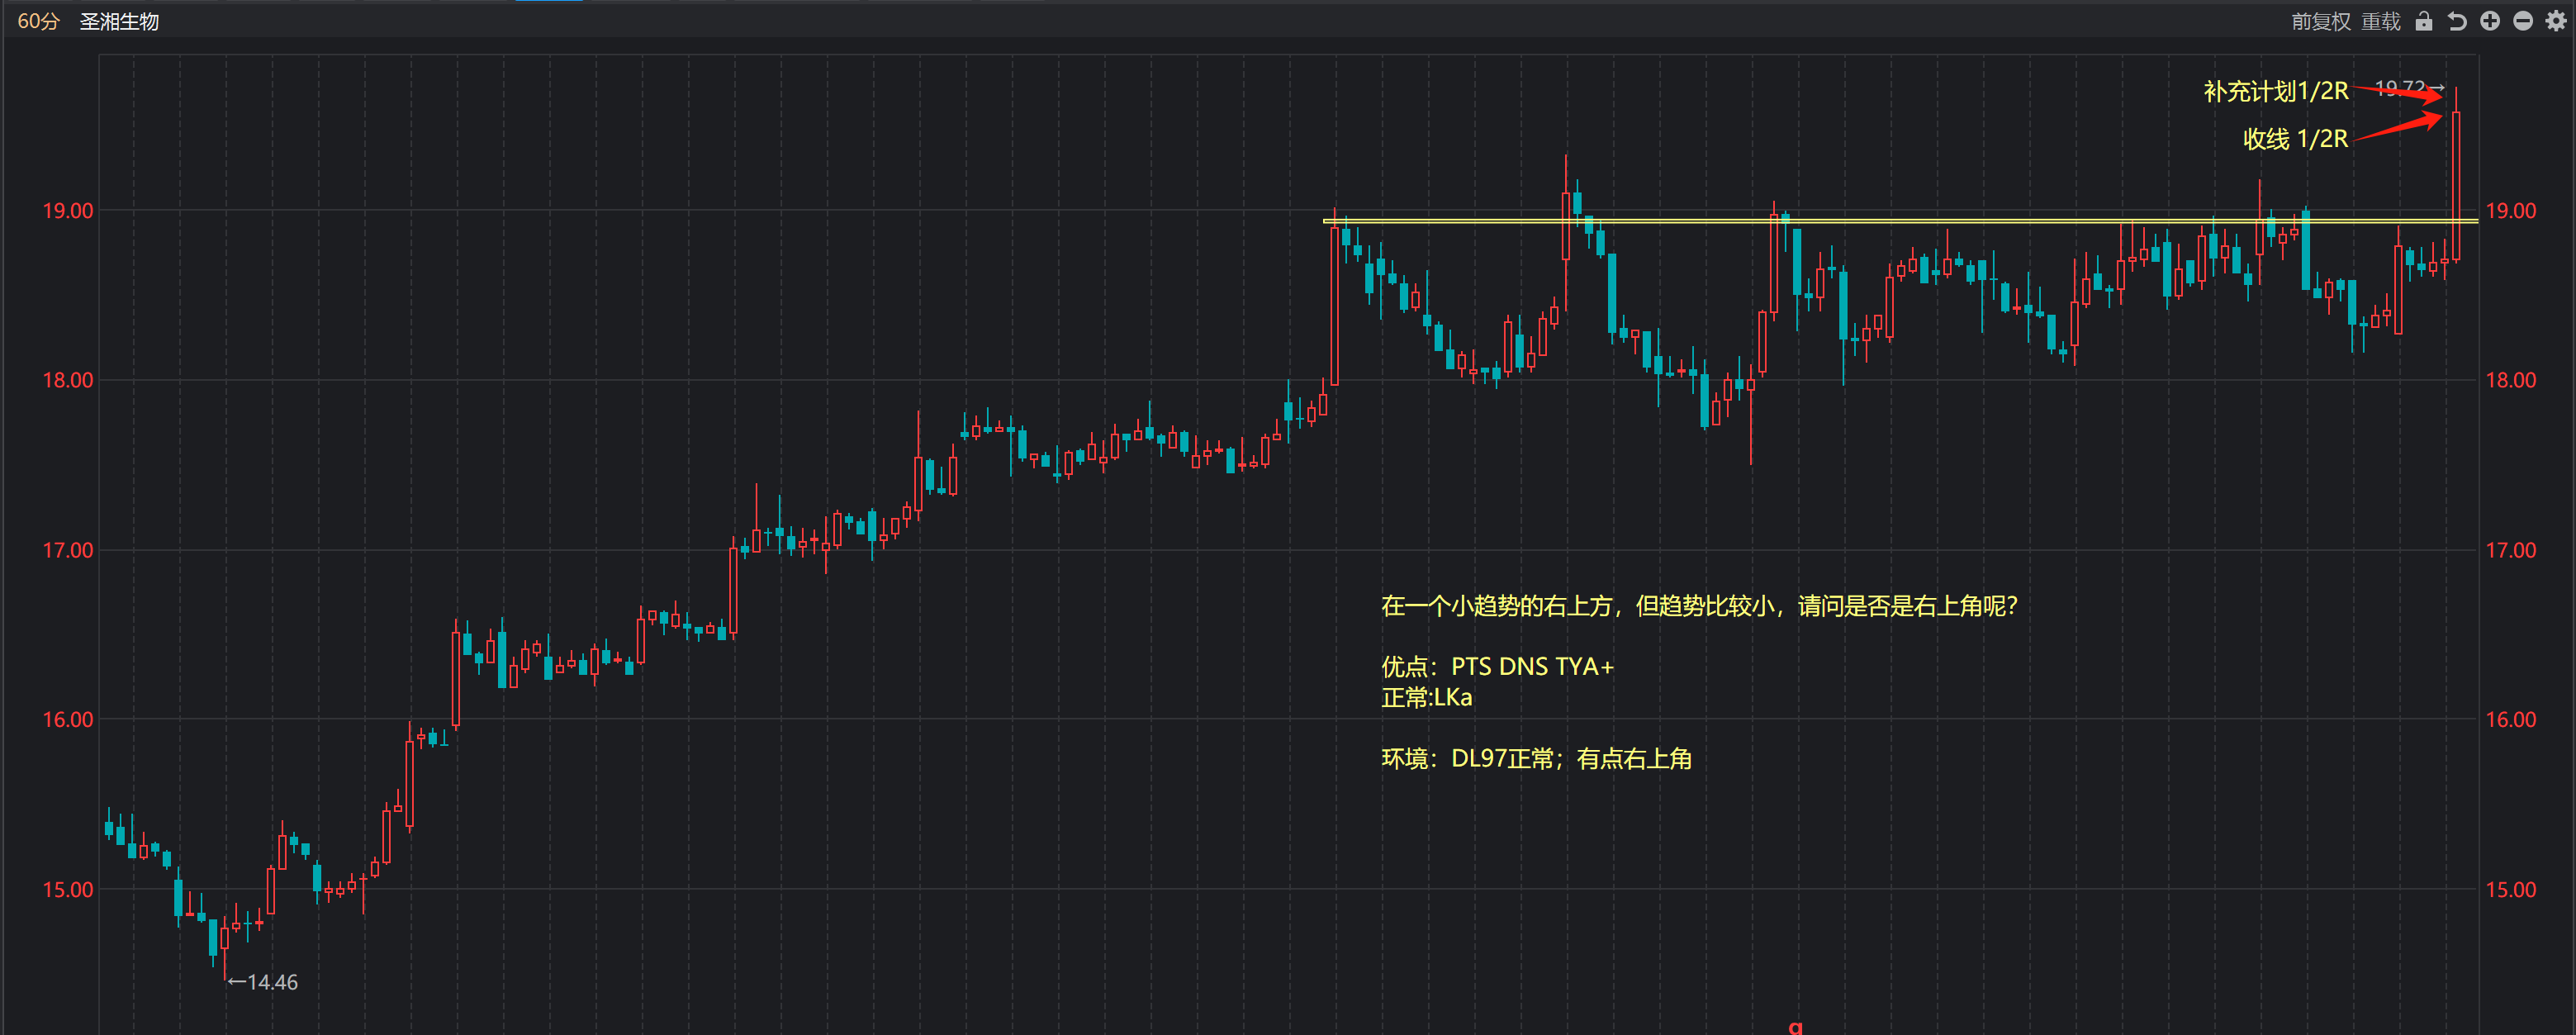 60分 圣湘生物 前复权 重载
补充计划1/2R 19.72→
收线 1/2R
19.00 19.00
18.00 18.00
17.00 17.00
在一个小趋势的右上方，但趋势比较小，请问是否是右上角呢?
优点：PTS DNS TYA+
正常:LKa
16.00 16.00
环境：DL97正常；有点右上角
15.00 15.00
←14.46
q